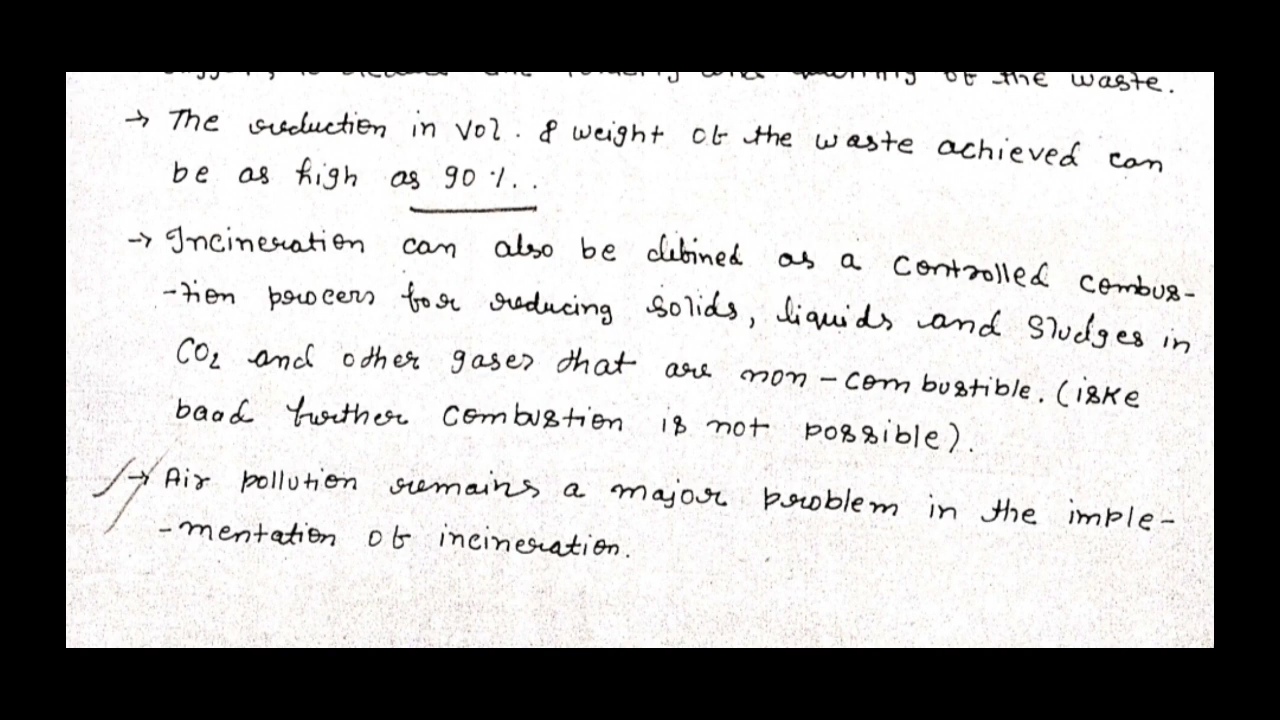 of the waste.
→ The reduction in vol. & weight of the waste achieved can
be as high as 90 %..
→ Incineration can also be defined as a controlled combus-
-tion process for reducing solids, liquids and sludges in
CO₂ and other gases that are non-combustible. (iske
baad further combustion is not possible).
→ Air pollution remains a major problem in the imple-
-mentation of incineration.